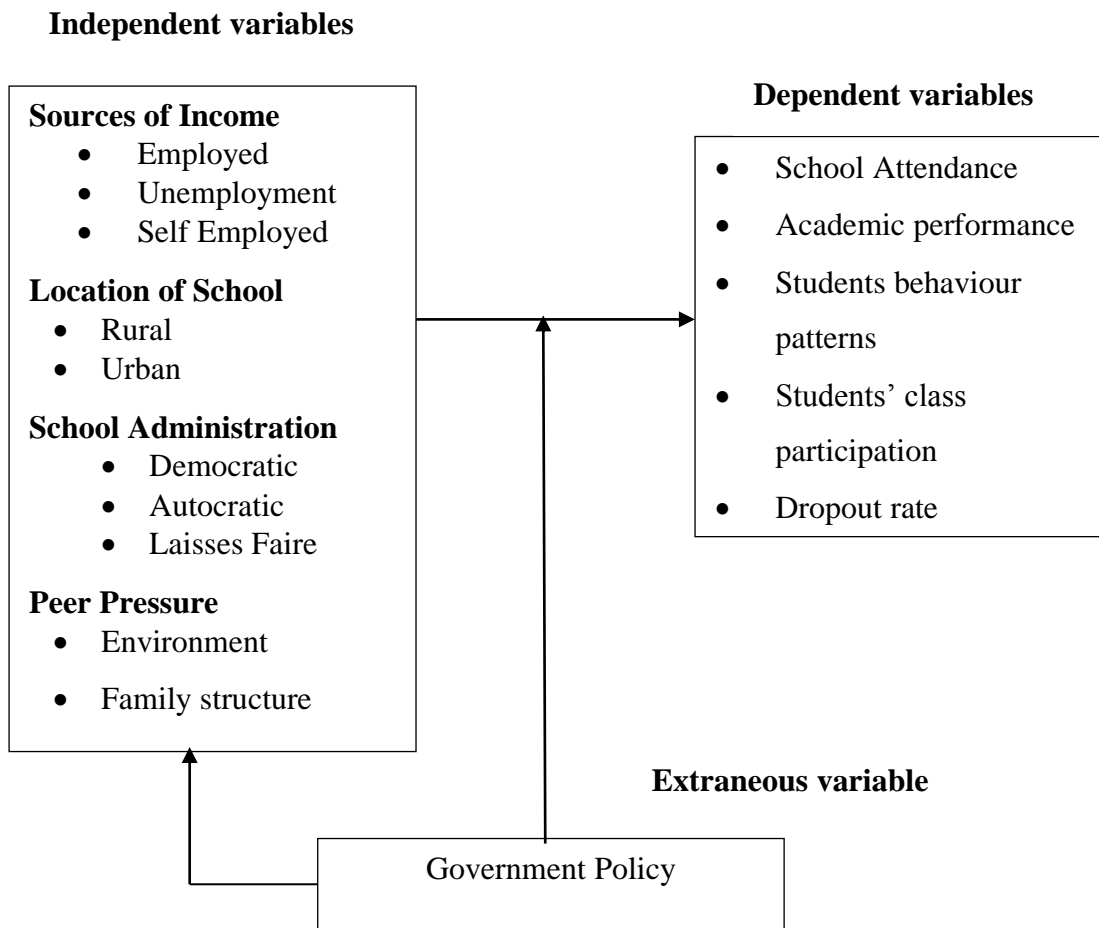 Independent variables
Sources of Income
• Employed
• Unemployment
• Self Employed
Location of School
• Rural
• Urban
School Administration
• Democratic
• Autocratic
• Laisses Faire
Peer Pressure
• Environment
• Family structure
Dependent variables
• School Attendance
• Academic performance
• Students behaviour
patterns
• Students’ class
participation
• Dropout rate
Extraneous variable
Government Policy